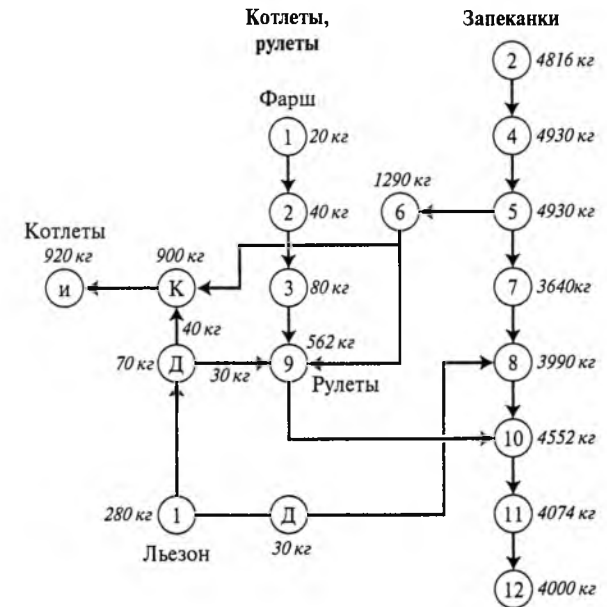 Котлеты,
рулеты
Запеканки
2 4816 кг
Фарш
1 20 кг
4 4930 кг
1290 кг
2 40 кг
6
5 4930 кг
Котлеты
920 кг
900 кг
и
К
3 80 кг
7 3640кг
40 кг
562 кг
70 кг Д
30 кг
9
8 3990 кг
Рулеты
10 4552 кг
280 кг 1
Д
11 4074 кг
Льезон
30 кг
12 4000 кг